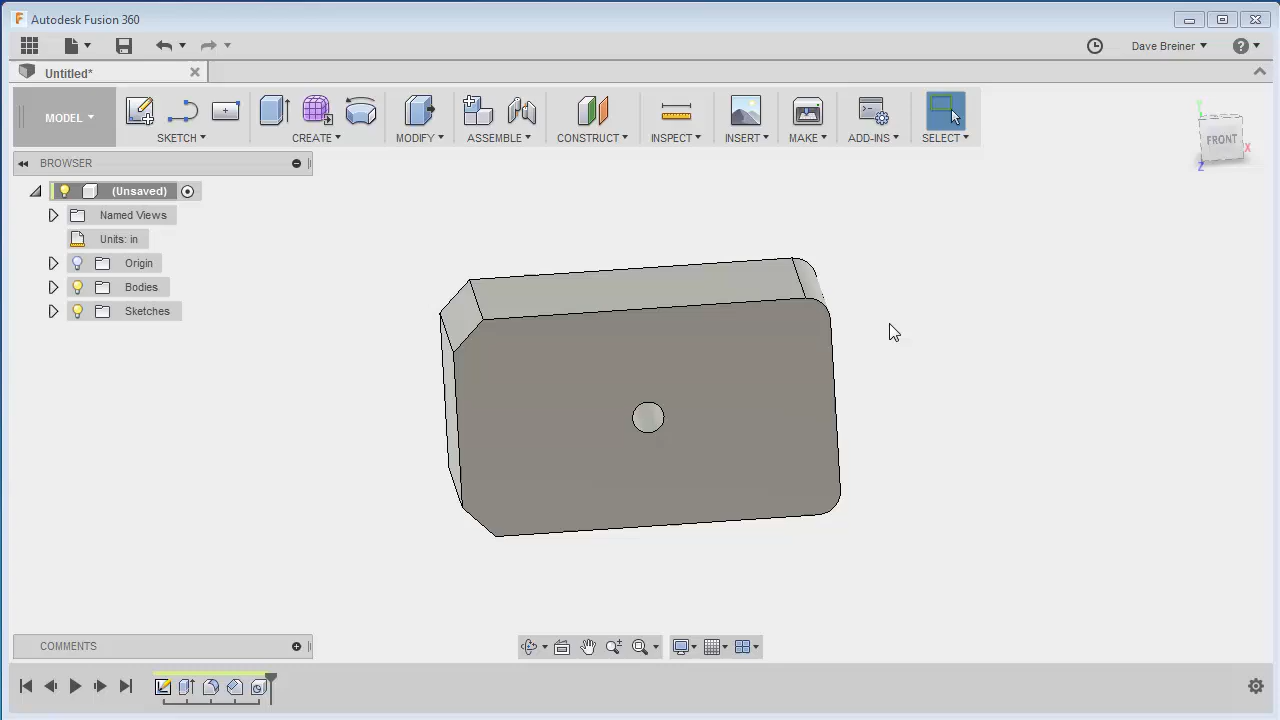 Autodesk Fusion 360
Dave Breiner
Untitled*
MODEL
SKETCH
CREATE
MODIFY
ASSEMBLE
CONSTRUCT
INSPECT
INSERT
MAKE
ADD-INS
SELECT
FRONT
X
Z
BROWSER
(Unsaved)
Named Views
Units: in
Origin
Bodies
Sketches
COMMENTS